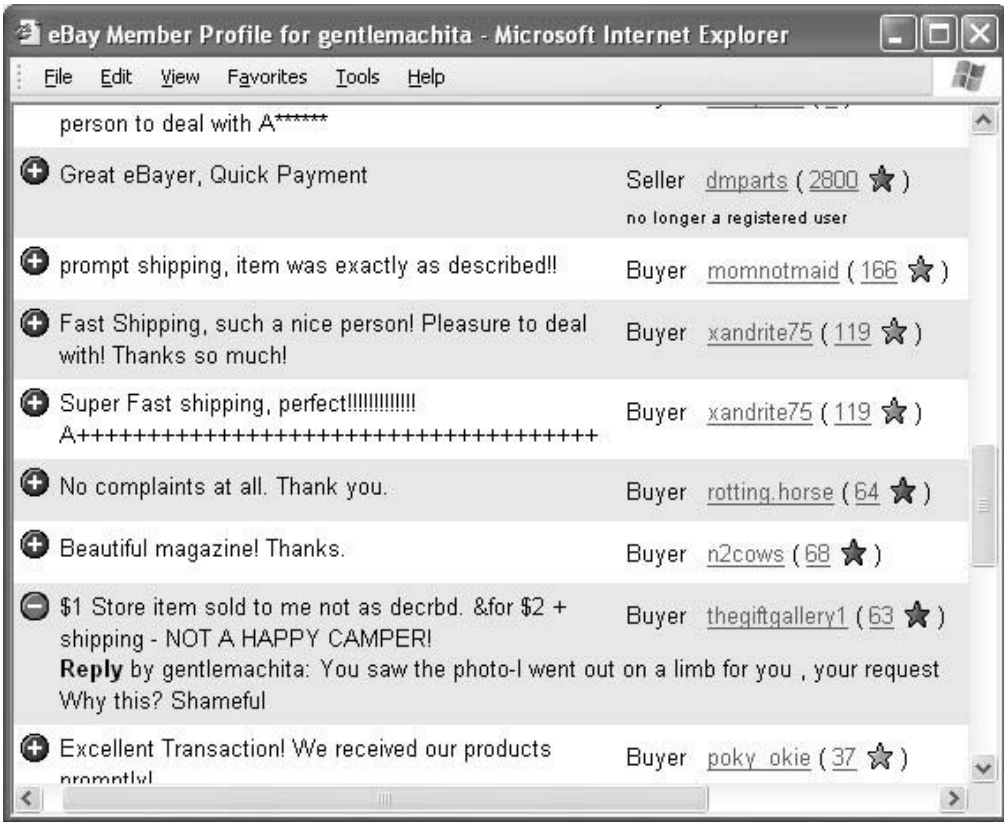 eBay Member Profile for gentlemachita - Microsoft Internet Explorer
File Edit View Favorites Tools Help
person to deal with A******
Great eBayer, Quick Payment Seller dmparts ( 2800 )
no longer a registered user
prompt shipping, item was exactly as described!! Buyer momnotmaid ( 166 )
Fast Shipping, such a nice person! Pleasure to deal Buyer xandrite75 ( 119 )
with! Thanks so much!
Super Fast shipping, perfect!!!!!!!!!!!!! Buyer xandrite75 ( 119 )
A+++++++++++++++++++++++++++++++++++++
No complaints at all. Thank you. Buyer rotting.horse ( 64 )
Beautiful magazine! Thanks. Buyer n2cows ( 68 )
$1 Store item sold to me not as decrbd. &for $2 + Buyer thegiftgallery1 ( 63 )
shipping - NOT A HAPPY CAMPER!
Reply by gentlemachita: You saw the photo-I went out on a limb for you , your request
Why this? Shameful
Excellent Transaction! We received our products Buyer poky_okie ( 37 )
promptly!